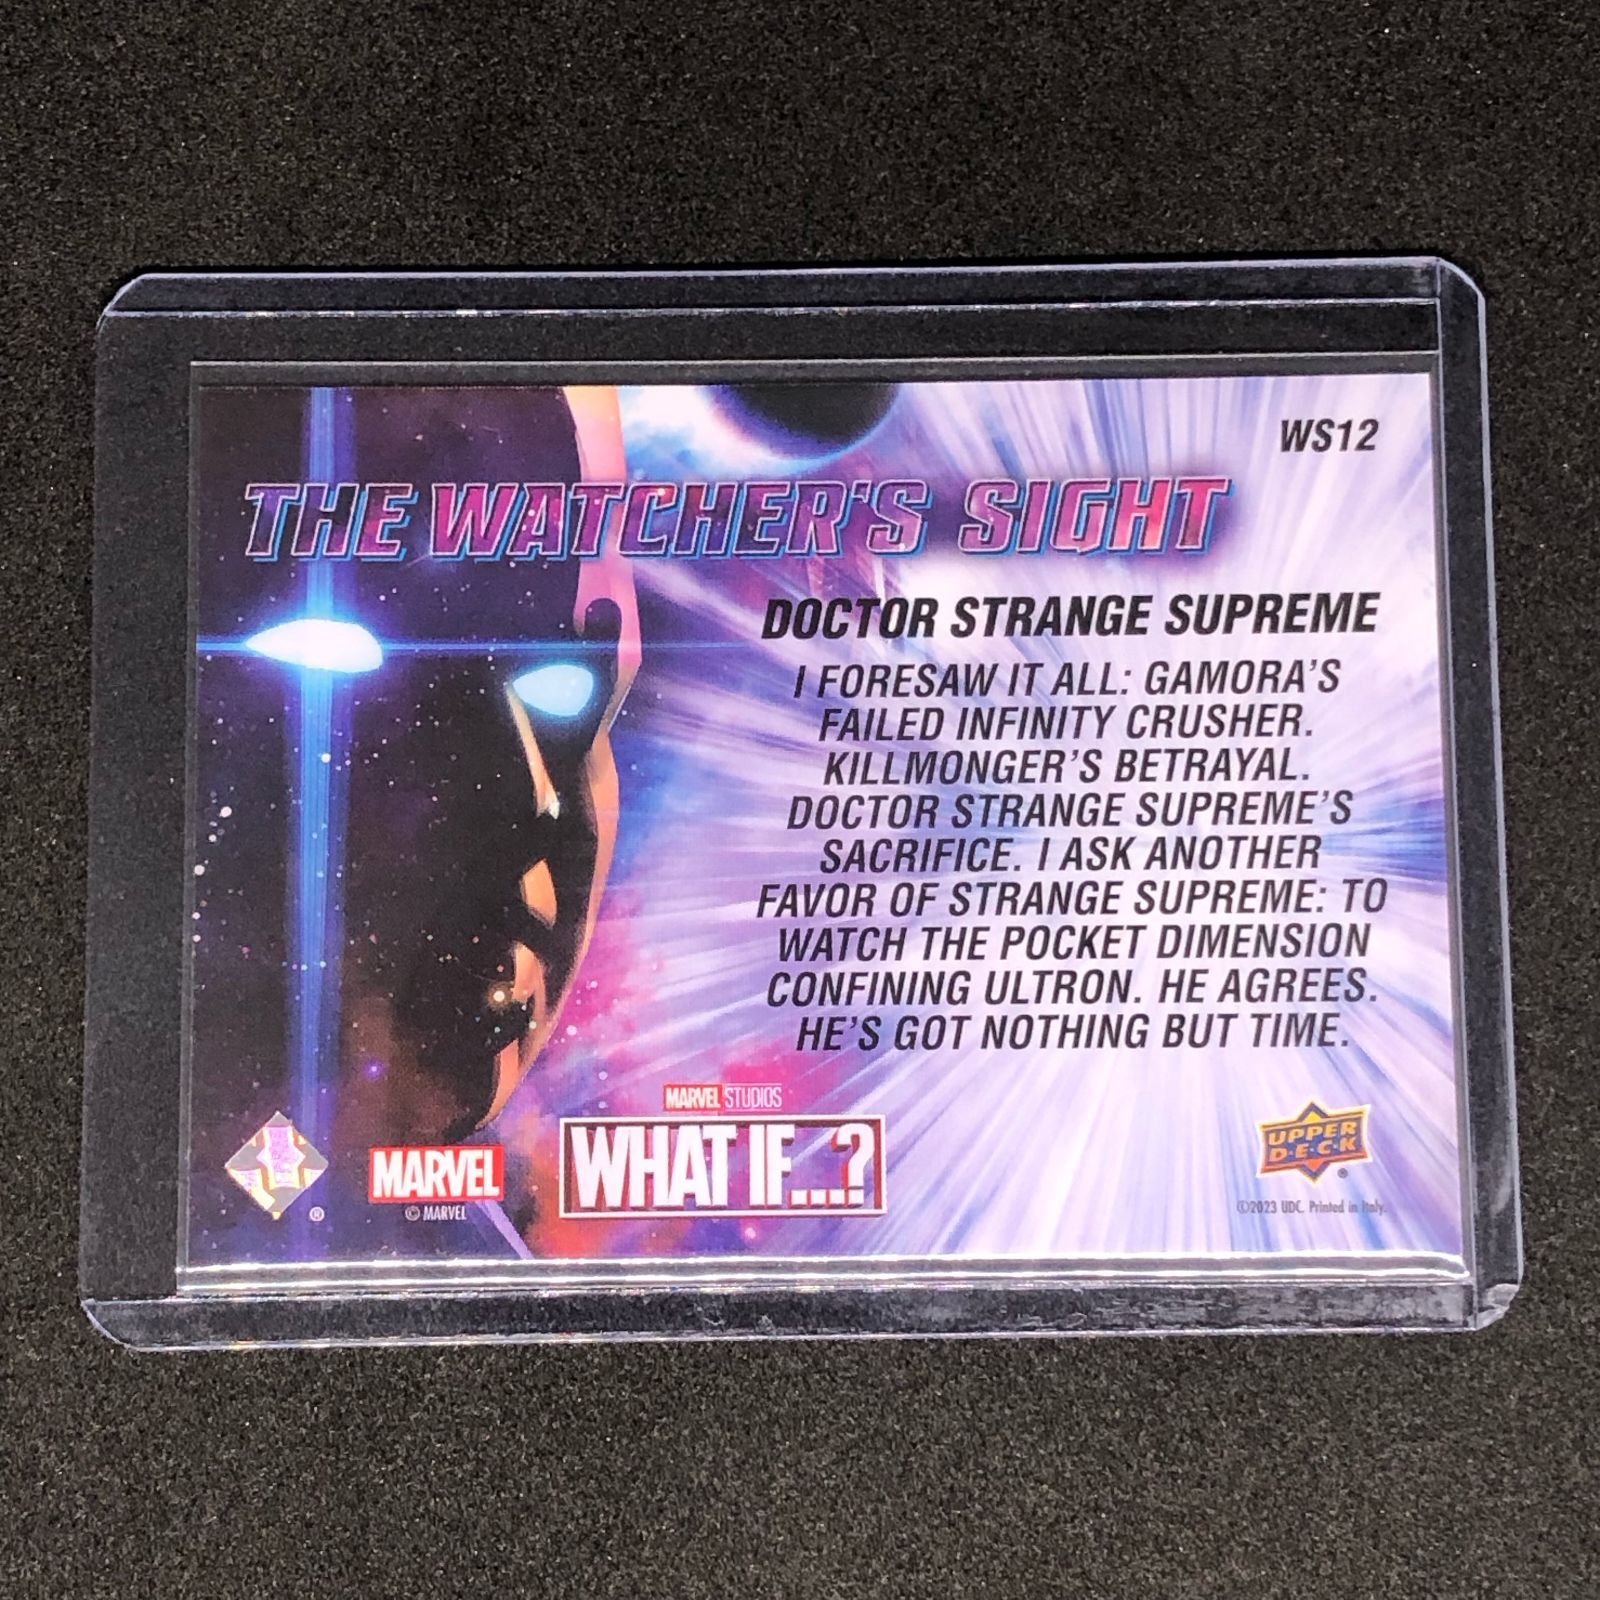 WS12
THE WATCHER'S SIGHT
DOCTOR STRANGE SUPREME
I FORESAW IT ALL: GAMORA'S
FAILED INFINITY CRUSHER.
KILLMONGER'S BETRAYAL.
DOCTOR STRANGE SUPREME'S
SACRIFICE. I ASK ANOTHER
FAVOR OF STRANGE SUPREME: TO
WATCH THE POCKET DIMENSION
CONFINING ULTRON. HE AGREES.
HE'S GOT NOTHING BUT TIME.
MARVEL STUDIOS
WHAT IF...?
MARVEL
© MARVEL
®
UPPER
D·E·C·K
®
©2023 UDC. Printed in Italy.